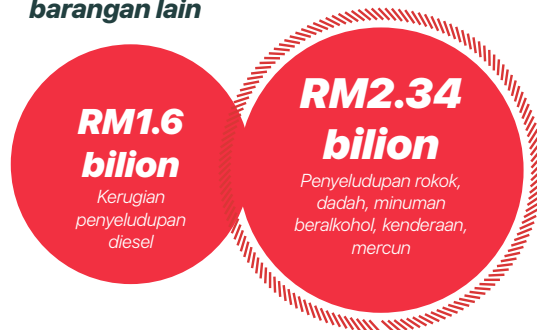 barangan lain
RM1.6
bilion
Kerugian
penyeludupan
diesel
RM2.34
bilion
Penyeludupan rokok,
dadah, minuman
beralkohol, kenderaan,
mercun